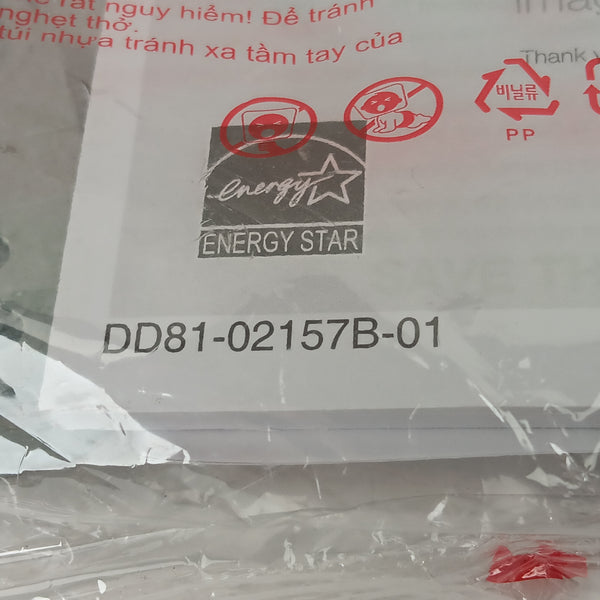 rất nguy hiểm! Để tránh
nghẹt thở.
túi nhựa tránh xa tầm tay của
Thank
비닐류
PP
energy
ENERGY STAR
DD81-02157B-01